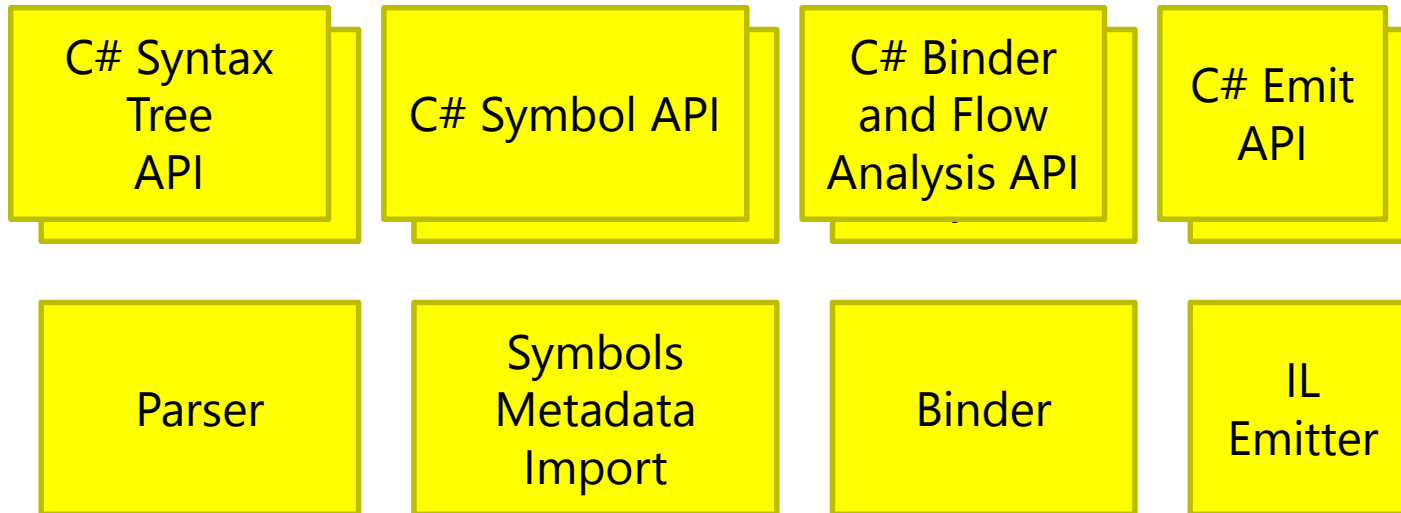 C# Syntax
Tree
API
C# Symbol API
C# Binder
and Flow
Analysis API
C# Emit
API
Parser
Symbols
Metadata
Import
Binder
IL
Emitter